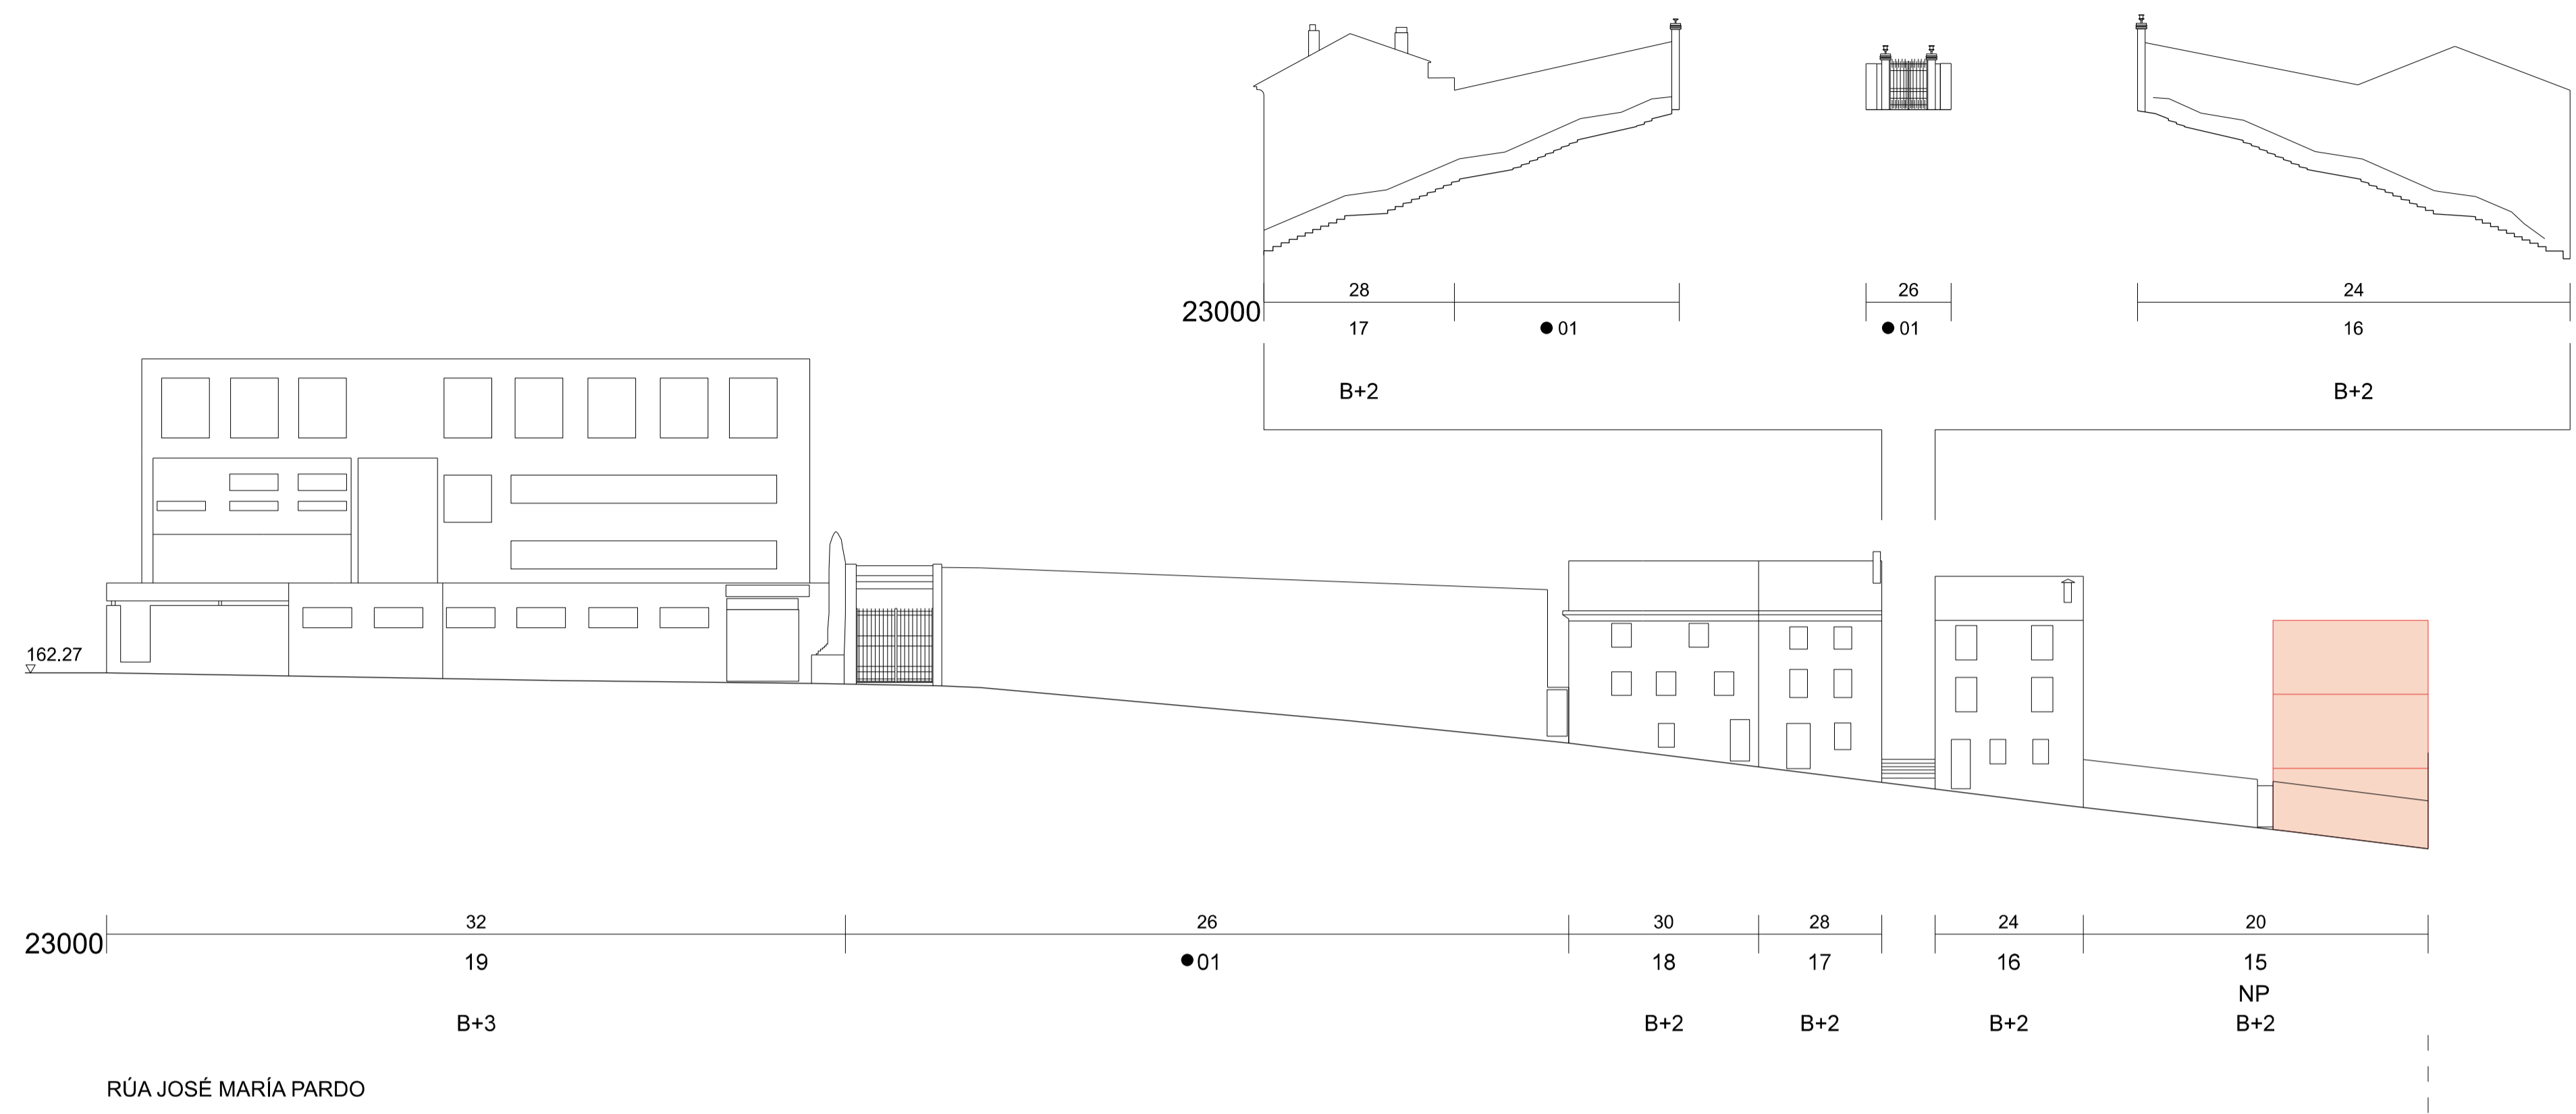 28 26 24
23000
17 ● 01 ● 01 16
B+2 B+2
162.27
32 26 30 28 24 20
23000
19 ●01 18 17 16 15
NP
B+3 B+2 B+2 B+2 B+2
RÚA JOSÉ MARÍA PARDO